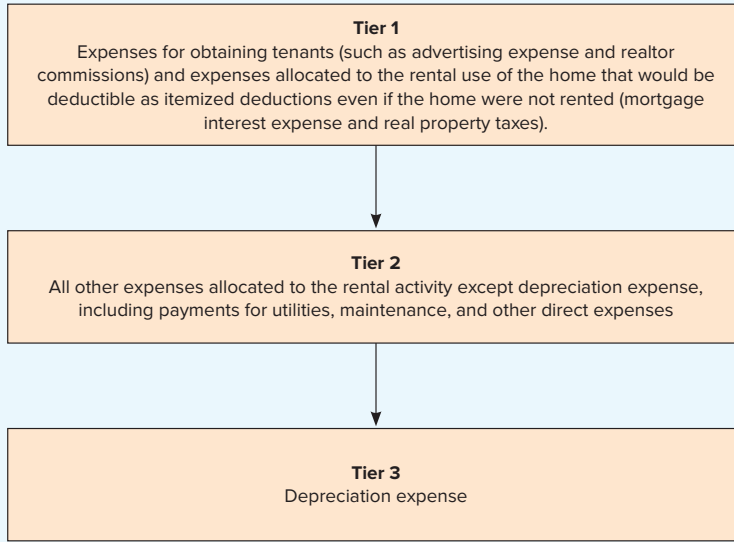 Tier 1
Expenses for obtaining tenants (such as advertising expense and realtor
commissions) and expenses allocated to the rental use of the home that would be
deductible as itemized deductions even if the home were not rented (mortgage
interest expense and real property taxes).
Tier 2
All other expenses allocated to the rental activity except depreciation expense,
including payments for utilities, maintenance, and other direct expenses
Tier 3
Depreciation expense